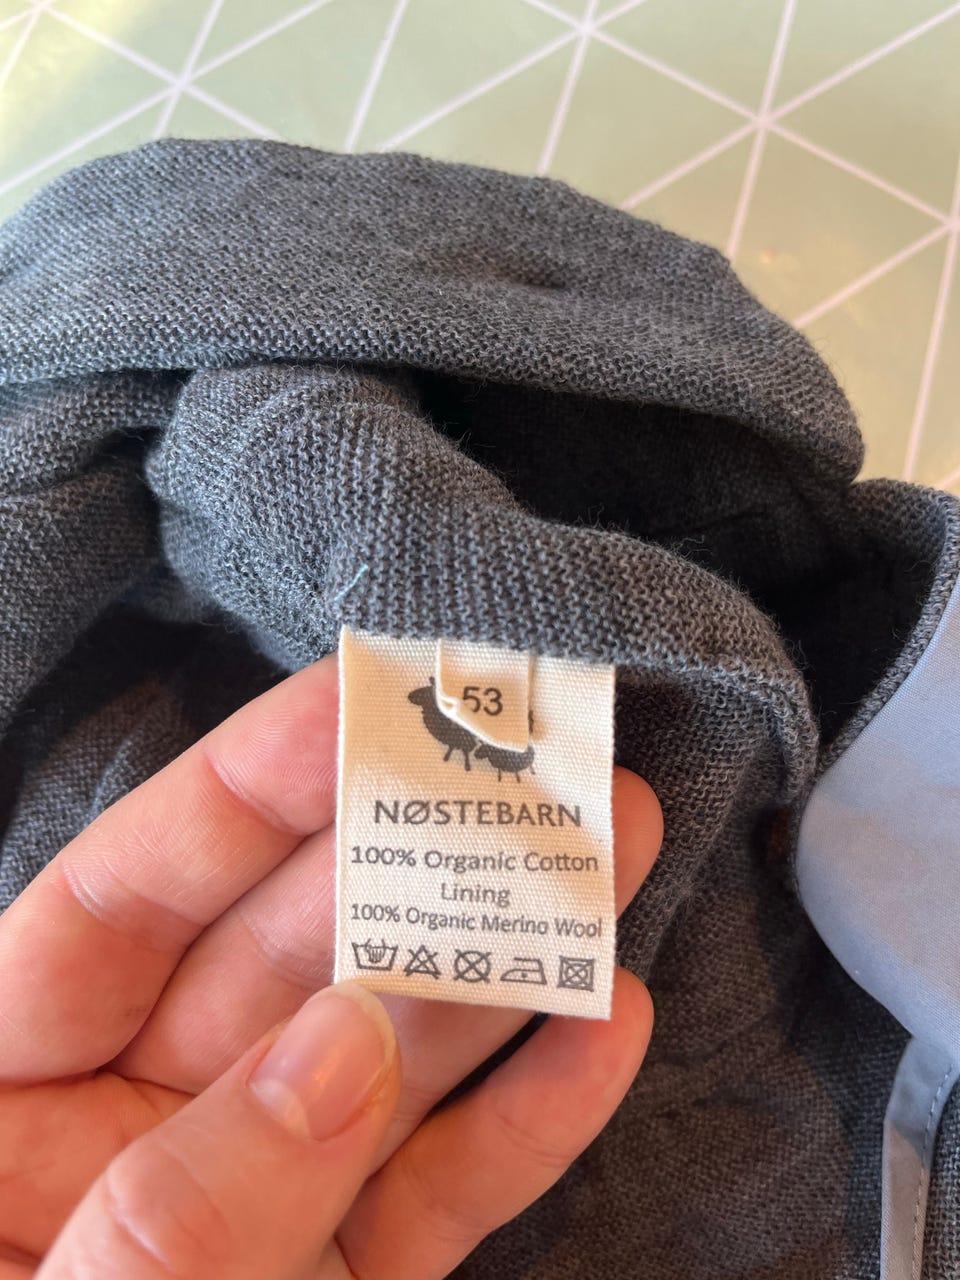 53
NØSTEBARN
100% Organic Cotton
Lining
100% Organic Merino Wool